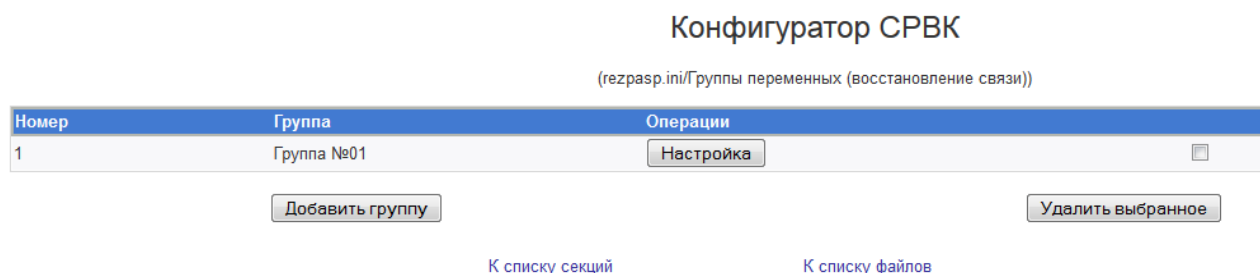 Конфигуратор СРВК
(rezpasp.ini/Группы переменных (восстановление связи))
Номер Группа Операции
1 Группа №01 Настройка
Добавить группу Удалить выбранное
К списку секций К списку файлов